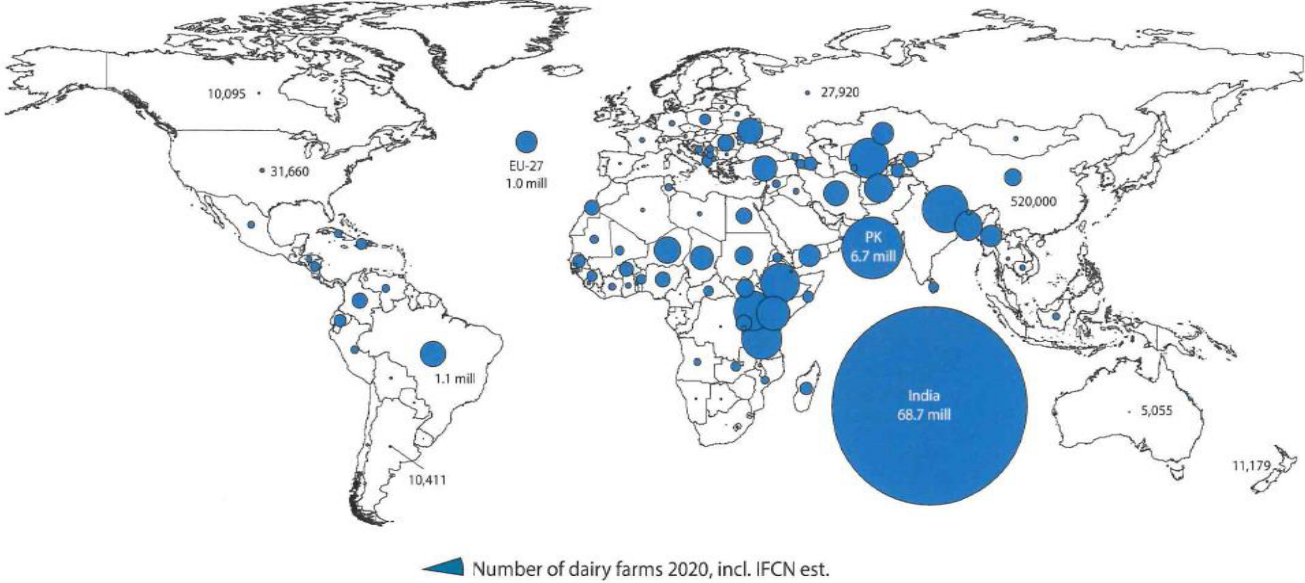 10,095
27,920
31,660
EU-27
1.0 mill
520,000
PK
6.7 mill
1.1 mill
India
68.7 mill
5,055
10,411
11,179
Number of dairy farms 2020, incl. IFCN est.